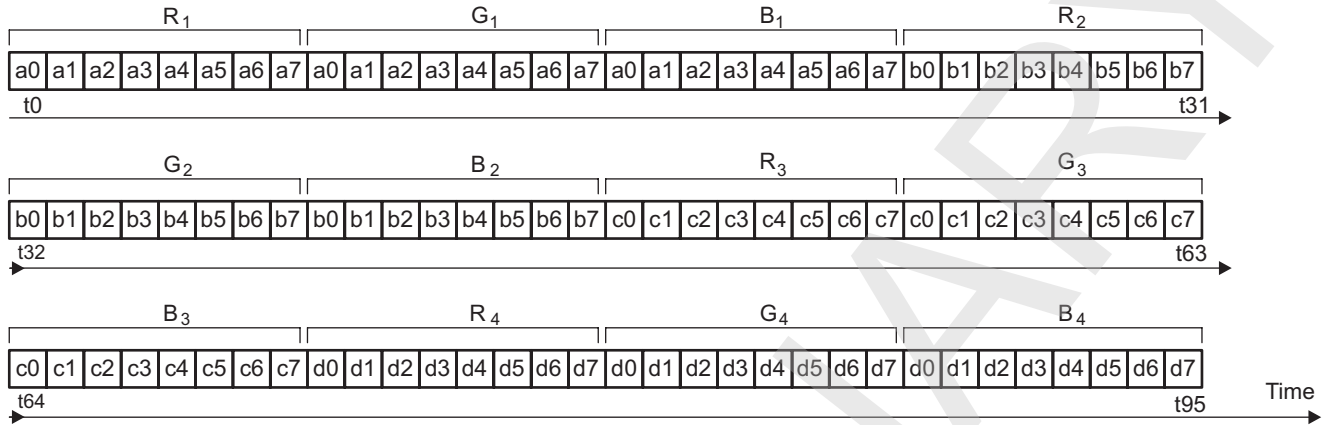 R1 G1 B1 R2
a0 a1 a2 a3 a4 a5 a6 a7 a0 a1 a2 a3 a4 a5 a6 a7 a0 a1 a2 a3 a4 a5 a6 a7 b0 b1 b2 b3 b4 b5 b6 b7
t0 t31
G2 B2 R3 G3
b0 b1 b2 b3 b4 b5 b6 b7 b0 b1 b2 b3 b4 b5 b6 b7 c0 c1 c2 c3 c4 c5 c6 c7 c0 c1 c2 c3 c4 c5 c6 c7
t32 t63
B3 R4 G4 B4
c0 c1 c2 c3 c4 c5 c6 c7 d0 d1 d2 d3 d4 d5 d6 d7 d0 d1 d2 d3 d4 d5 d6 d7 d0 d1 d2 d3 d4 d5 d6 d7
t64 t95 Time